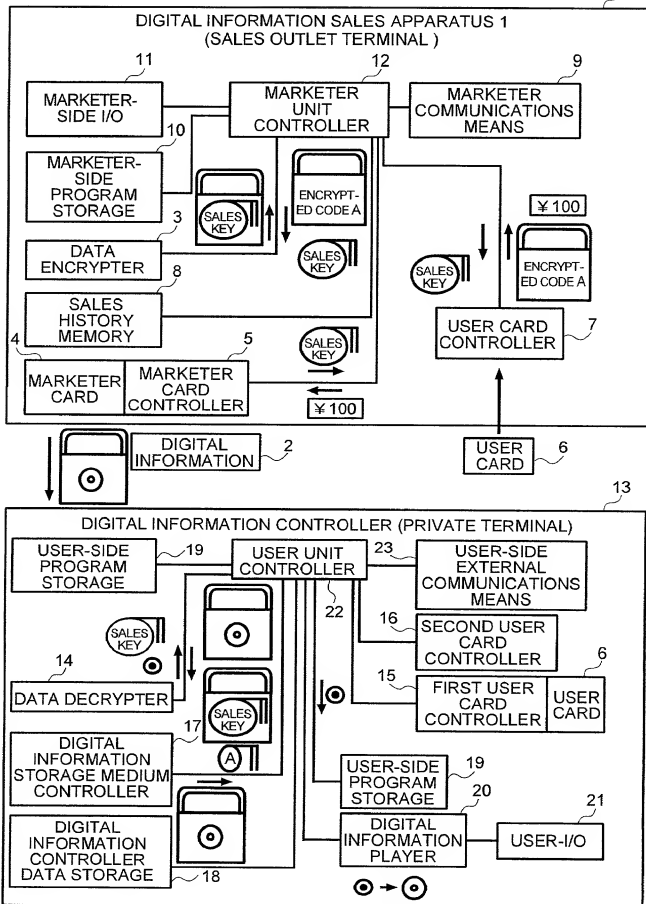 DIGITAL INFORMATION SALES APPARATUS 1
(SALES OUTLET TERMINAL )
11
12
9
MARKETER-
SIDE I/O
MARKETER
UNIT
CONTROLLER
MARKETER
COMMUNICATIONS
MEANS
10
MARKETER-
SIDE
PROGRAM
STORAGE
SALES
KEY
ENCRYPT-
ED CODE A
SALES
KEY
¥ 100
SALES
KEY
ENCRYPT-
ED CODE A
3
DATA
ENCRYPTER
8
SALES
HISTORY
MEMORY
USER CARD
CONTROLLER
7
4
5
SALES
KEY
MARKETER
CARD
MARKETER
CARD
CONTROLLER
¥ 100
DIGITAL
INFORMATION
2
USER
CARD
6
13
DIGITAL INFORMATION CONTROLLER (PRIVATE TERMINAL)
USER-SIDE
PROGRAM
STORAGE
19
USER UNIT
CONTROLLER
22
23
USER-SIDE
EXTERNAL
COMMUNICATIONS
MEANS
16
SECOND USER
CARD
CONTROLLER
SALES
KEY
14
DATA DECRYPTER
SALES
KEY
A
15
6
FIRST USER
CARD
CONTROLLER
USER
CARD
17
DIGITAL
INFORMATION
STORAGE MEDIUM
CONTROLLER
USER-SIDE
PROGRAM
STORAGE
19
DIGITAL
INFORMATION
CONTROLLER
DATA STORAGE
18
20
DIGITAL
INFORMATION
PLAYER
21
USER-I/O